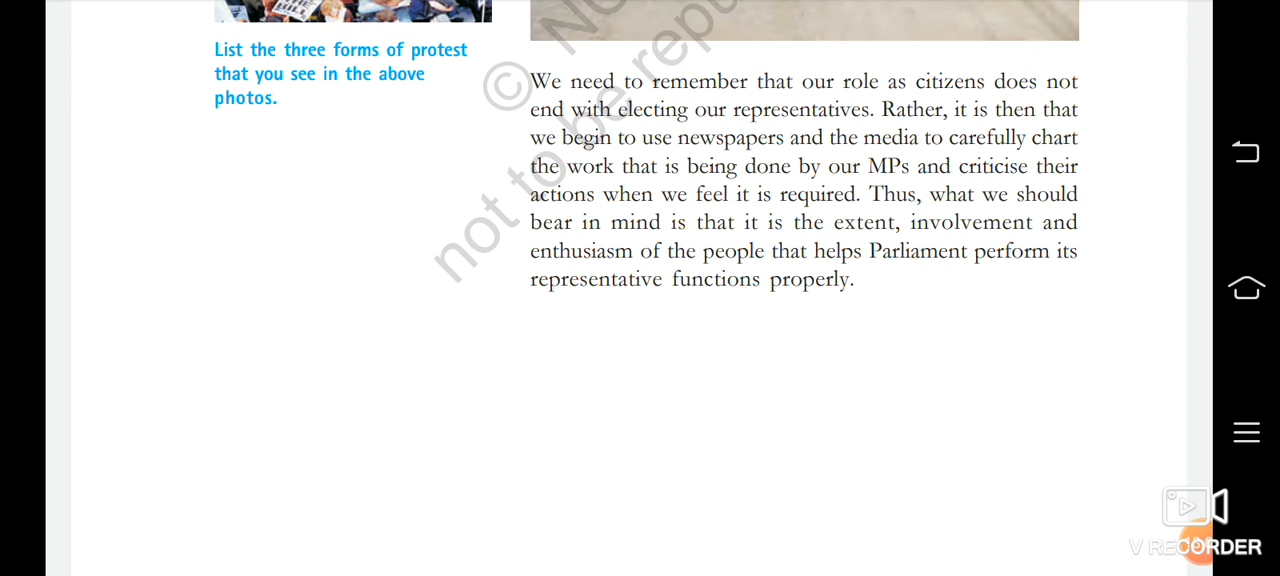 BILL
List the three forms of protest
that you see in the above
photos.
We need to remember that our role as citizens does not
end with electing our representatives. Rather, it is then that
we begin to use newspapers and the media to carefully chart
the work that is being done by our MPs and criticise their
actions when we feel it is required. Thus, what we should
bear in mind is that it is the extent, involvement and
enthusiasm of the people that helps Parliament perform its
representative functions properly.
© NC
not to be repu
V RECORDER